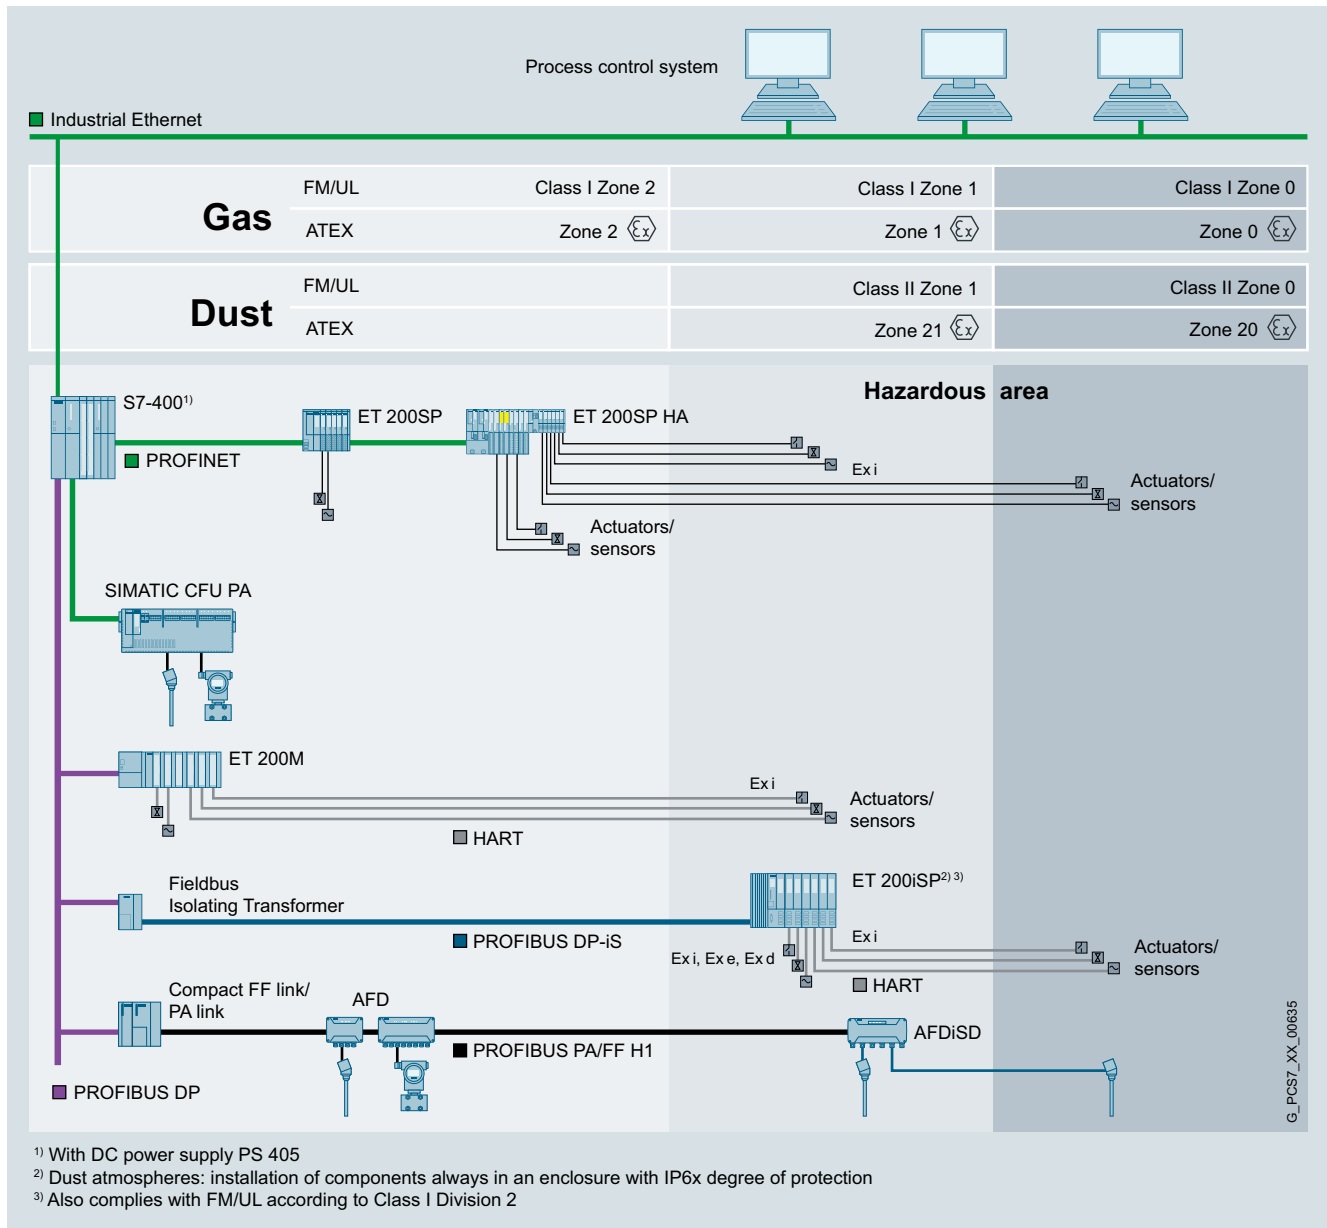 Process control system
Industrial Ethernet
Gas
FM/UL
Class I Zone 2
Class I Zone 1
Class I Zone 0
ATEX
Zone 2 Ex
Zone 1 Ex
Zone 0 Ex
Dust
FM/UL
Class II Zone 1
Class II Zone 0
ATEX
Zone 21 Ex
Zone 20 Ex
Hazardous area
S7-400¹⁾
ET 200SP
ET 200SP HA
PROFINET
Ex i
Actuators/
sensors
Actuators/
sensors
SIMATIC CFU PA
ET 200M
Ex i
Actuators/
sensors
HART
Fieldbus
Isolating Transformer
ET 200iSP²⁾ ³⁾
PROFIBUS DP-iS
Ex i
Ex i, Ex e, Ex d
Actuators/
sensors
HART
Compact FF link/
PA link
AFD
AFDiSD
PROFIBUS PA/FF H1
PROFIBUS DP
G_PCS7_XX_00635
¹⁾ With DC power supply PS 405
²⁾ Dust atmospheres: installation of components always in an enclosure with IP6x degree of protection
³⁾ Also complies with FM/UL according to Class I Division 2